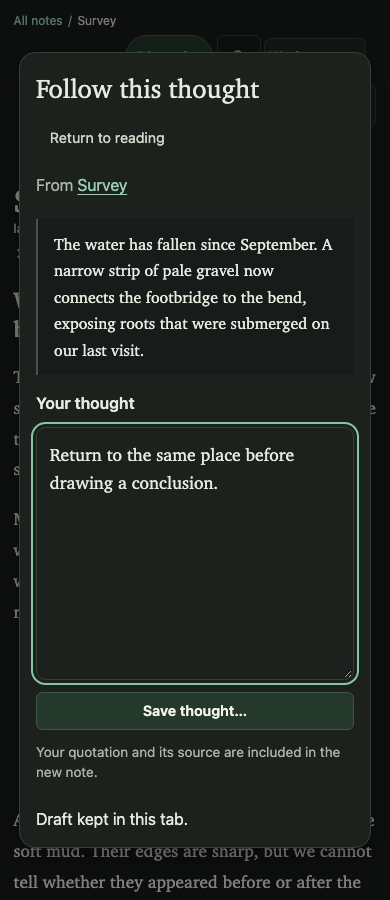 All notes / Survey
Follow this thought
Return to reading
From Survey
The water has fallen since September. A
narrow strip of pale gravel now
connects the footbridge to the bend,
exposing roots that were submerged on
our last visit.
Your thought
Return to the same place before
drawing a conclusion.
Save thought...
Your quotation and its source are included in the
new note.
Draft kept in this tab.
soft mud. Their edges are sharp, but we cannot
tell whether they appeared before or after the